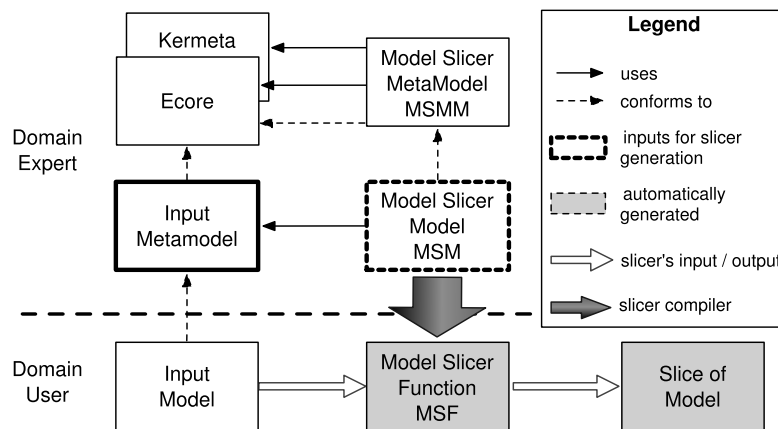 Kermeta
Ecore
Model Slicer
MetaModel
MSMM
Domain
Expert
Input
Metamodel
Model Slicer
Model
MSM
Domain
User
Input
Model
Model Slicer
Function
MSF
Slice of
Model
Legend
uses
conforms to
inputs for slicer
generation
automatically
generated
slicer's input / output
slicer compiler